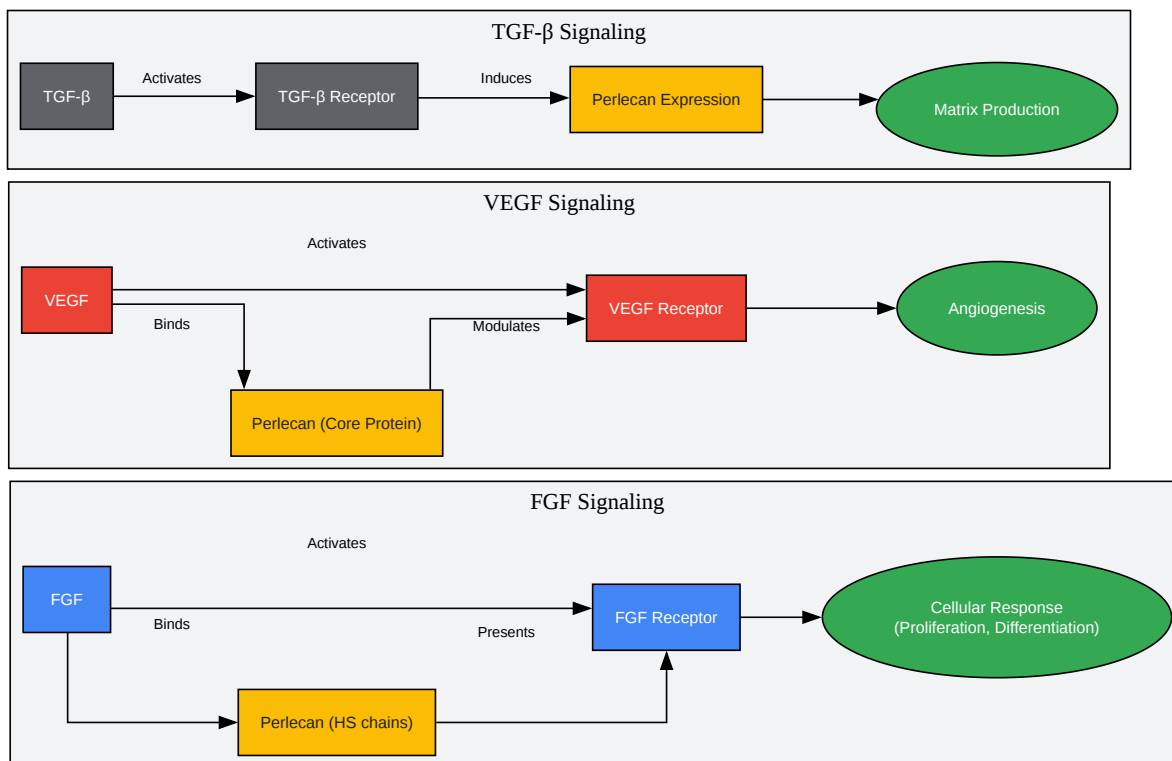 TGF-β Signaling
TGF-β
Activates
TGF-β Receptor
Induces
Perlecan Expression
Matrix Production
VEGF Signaling
Activates
VEGF
Binds
Modulates
VEGF Receptor
Angiogenesis
Perlecan (Core Protein)
FGF Signaling
Activates
FGF
Binds
Presents
FGF Receptor
Cellular Response
(Proliferation, Differentiation)
Perlecan (HS chains)